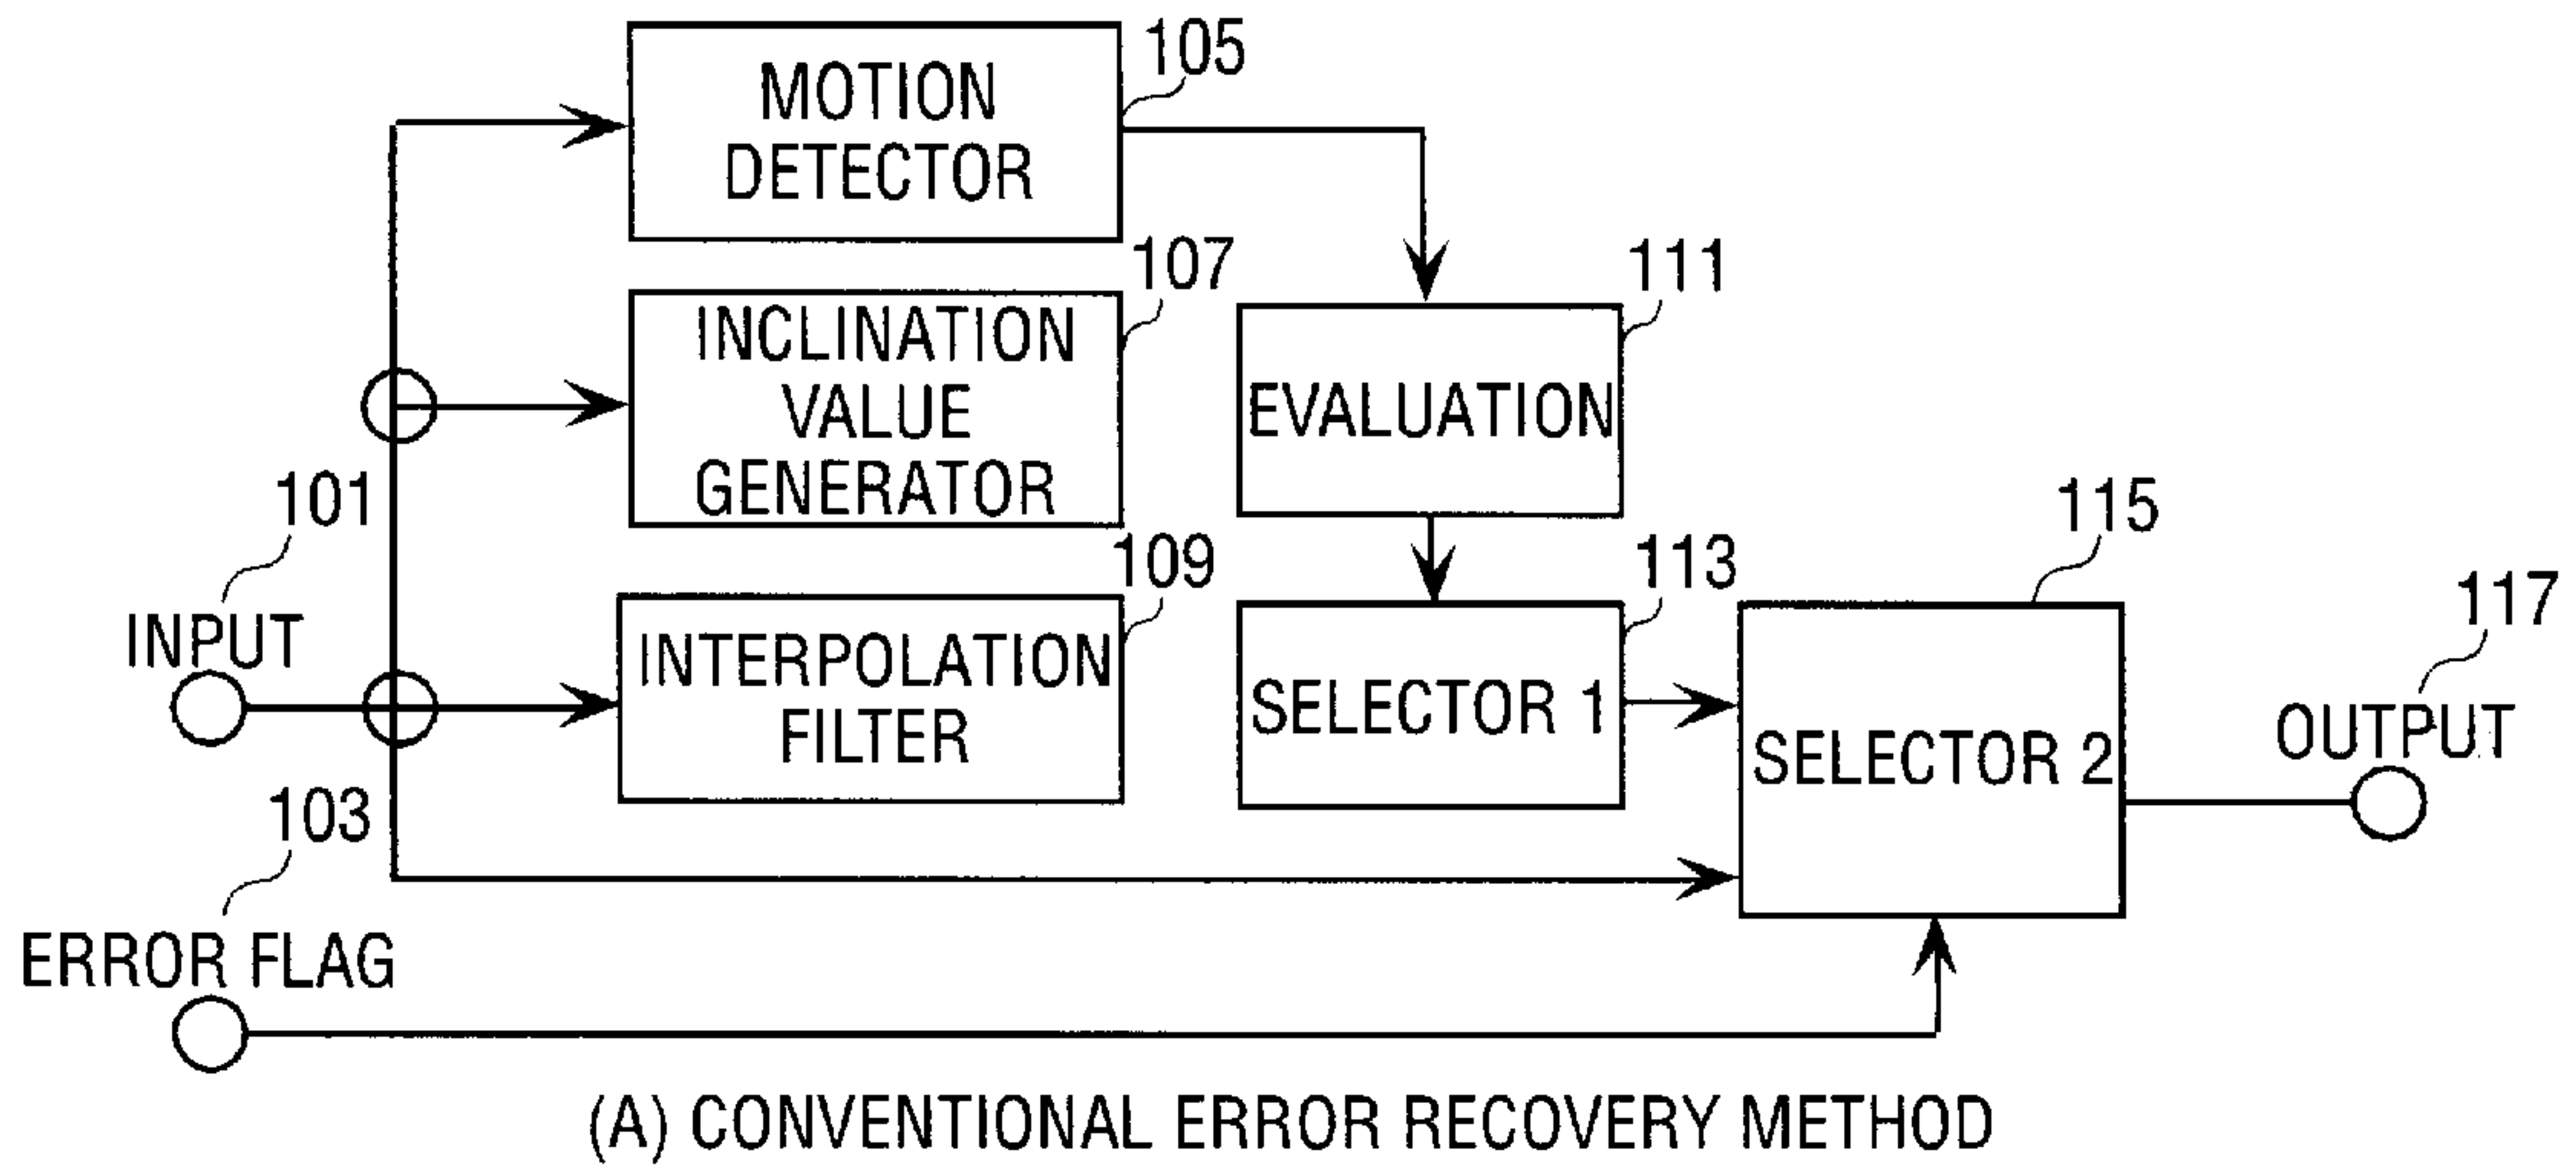 105
MOTION
DETECTOR
107
INCLINATION
VALUE
GENERATOR
111
EVALUATION
101
INPUT
109
INTERPOLATION
FILTER
113
SELECTOR 1
115
SELECTOR 2
117
OUTPUT
103
ERROR FLAG
(A) CONVENTIONAL ERROR RECOVERY METHOD